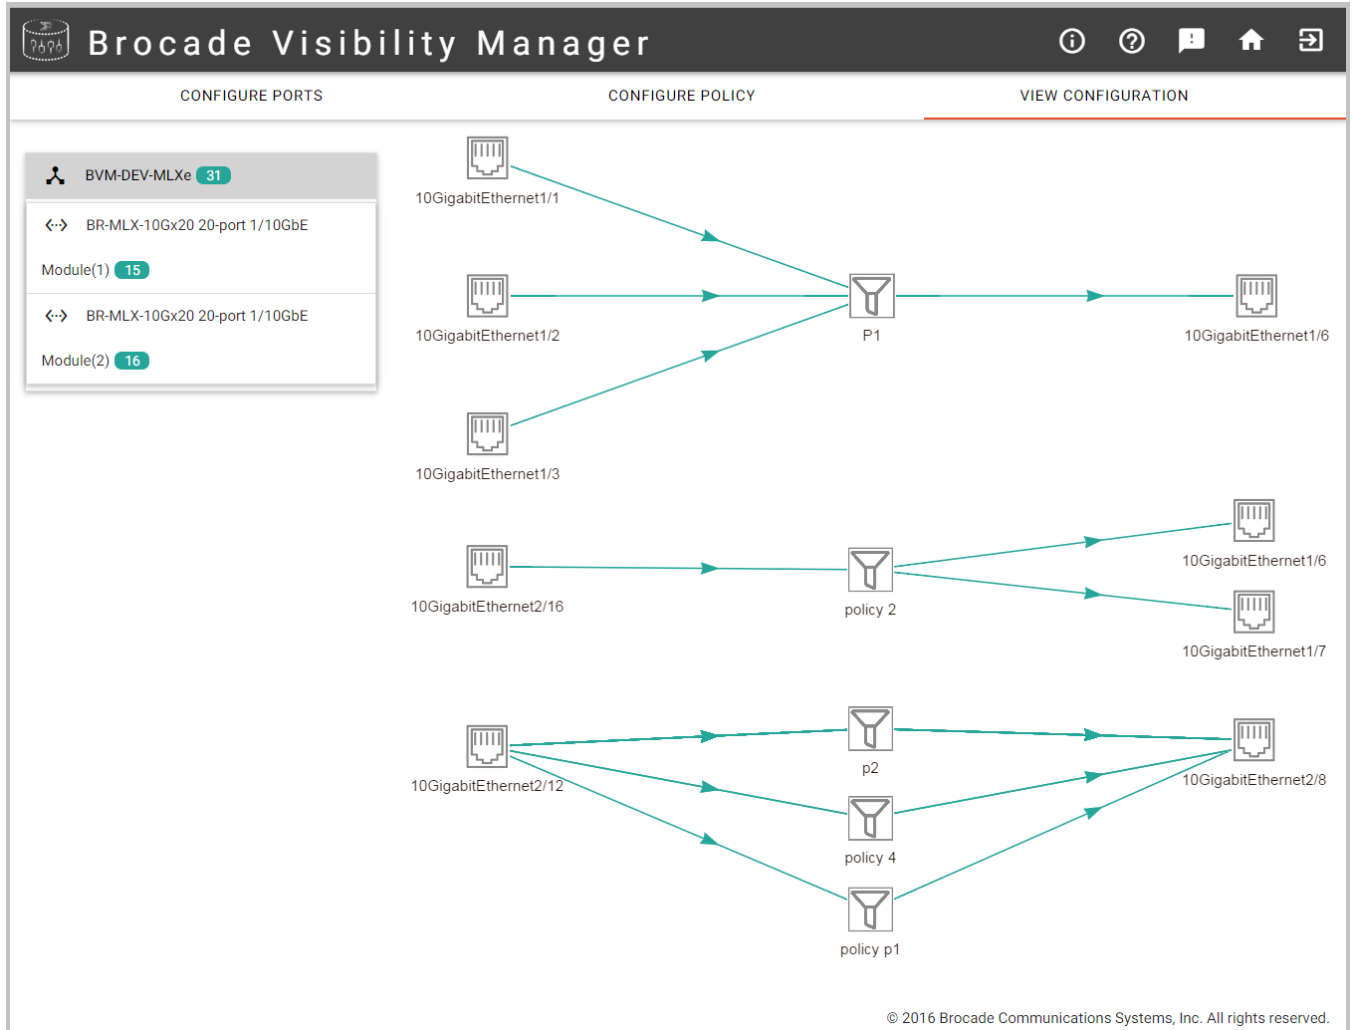 Brocade Visibility Manager
CONFIGURE PORTS
CONFIGURE POLICY
VIEW CONFIGURATION
BVM-DEV-MLXe 31
BR-MLX-10Gx20 20-port 1/10GbE
Module(1) 15
BR-MLX-10Gx20 20-port 1/10GbE
Module(2) 16
10GigabitEthernet1/1
10GigabitEthernet1/2
P1
10GigabitEthernet1/6
10GigabitEthernet1/3
10GigabitEthernet2/16
policy 2
10GigabitEthernet1/6
10GigabitEthernet1/7
10GigabitEthernet2/12
p2
10GigabitEthernet2/8
policy 4
policy p1
© 2016 Brocade Communications Systems, Inc. All rights reserved.